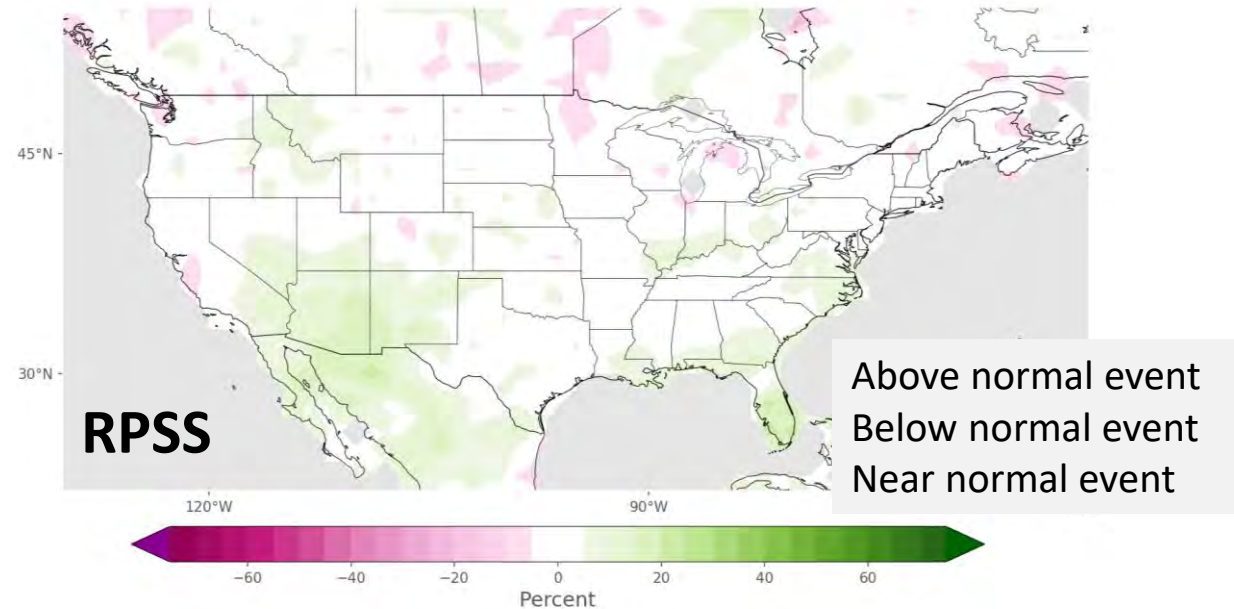 45°N
30°N
RPSS
Above normal event
Below normal event
Near normal event
120°W
90°W
−60
−40
−20
0
20
40
60
Percent